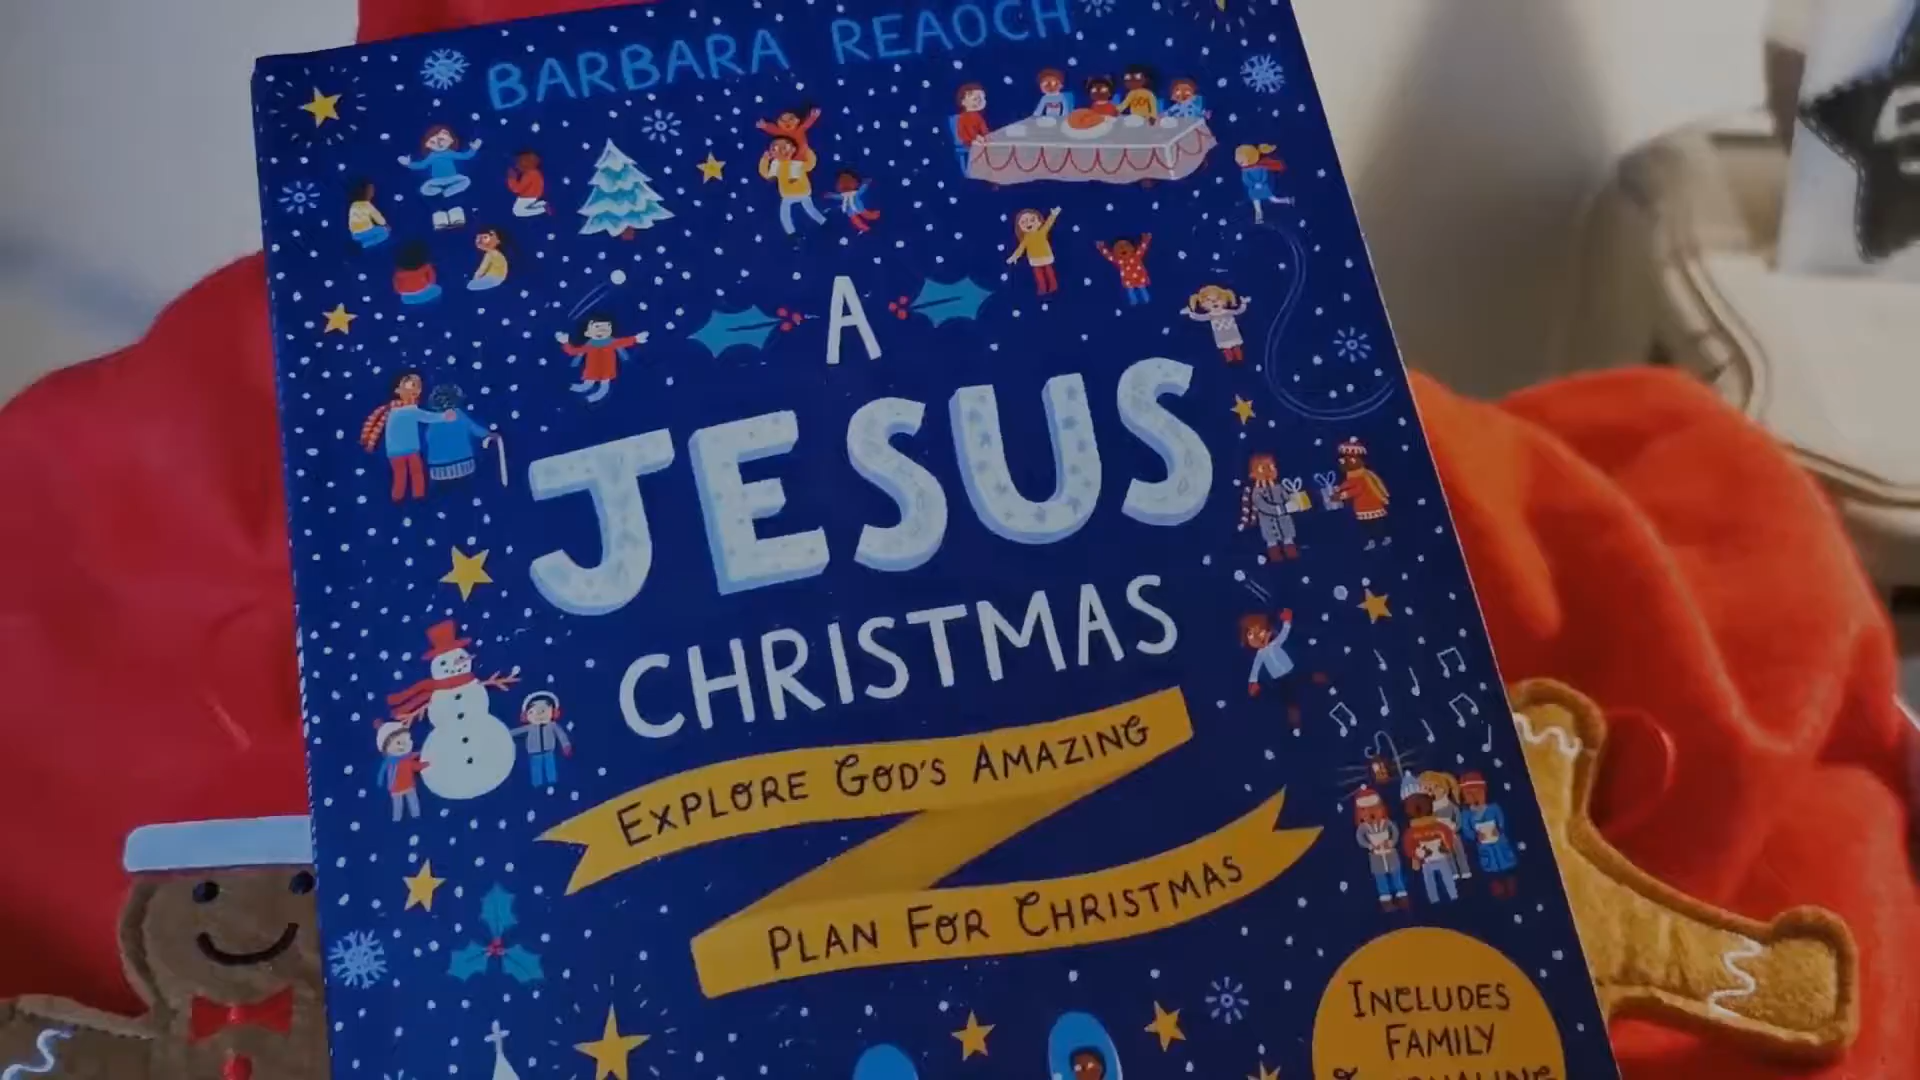 BARBARA REAOCH
A
JESUS
CHRISTMAS
EXPLORE GOD'S AMAZING
PLAN FOR CHRISTMAS
INCLUDES
FAMILY